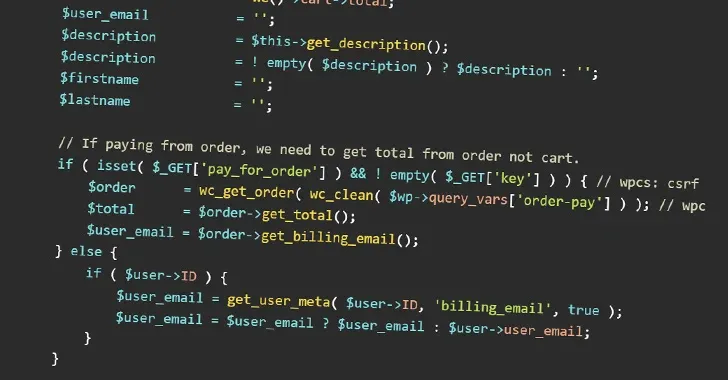 WC()->cart->total;
$user_email = '';
$description = $this->get_description();
$description = ! empty( $description ) ? $description : '';
$firstname = '';
$lastname = '';
// If paying from order, we need to get total from order not cart.
if ( isset( $_GET['pay_for_order'] ) && ! empty( $_GET['key'] ) ) { // wpcs: csrf
$order = wc_get_order( wc_clean( $wp->query_vars['order-pay'] ) ); // wpc
$total = $order->get_total();
$user_email = $order->get_billing_email();
} else {
if ( $user->ID ) {
$user_email = get_user_meta( $user->ID, 'billing_email', true );
$user_email = $user_email ? $user_email : $user->user_email;
}
}